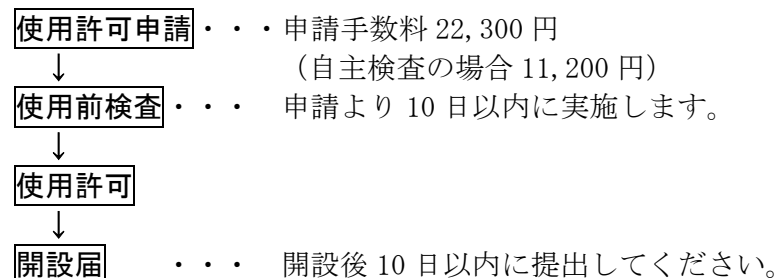 使用許可申請・・・申請手数料 22,300 円
↓ （自主検査の場合 11,200 円）
使用前検査・・・ 申請より 10 日以内に実施します。
↓
使用許可
↓
開設届 ・・・ 開設後 10 日以内に提出してください。